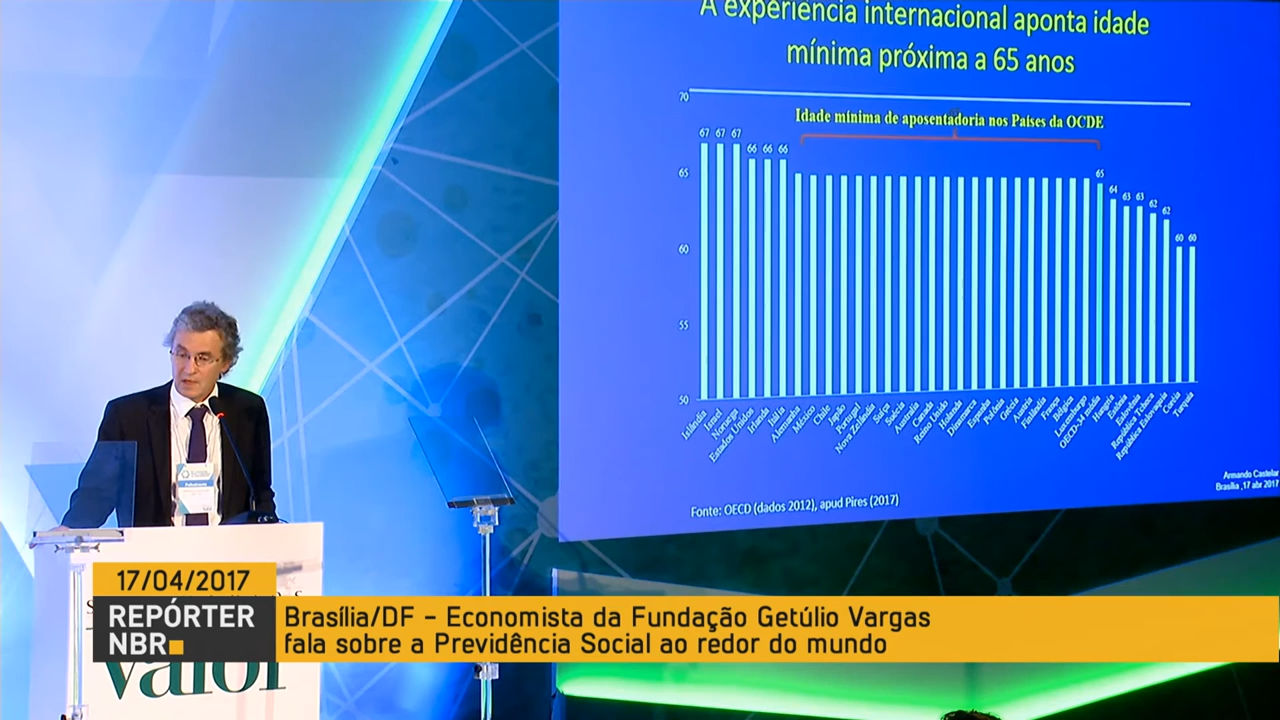 A experiência internacional aponta idade
mínima próxima a 65 anos
Idade mínima de aposentadoria nos Países da OCDE
70
65
60
55
50
67 67 67 66 66 66 65 64 63 63 62 62 60 60
Islândia
Israel
Noruega
Estados Unidos
Irlanda
Itália
Alemanha
México
Chile
Japão
Portugal
Nova Zelândia
Suíça
Suécia
Austrália
Canadá
Reino Unido
Holanda
Dinamarca
Espanha
Polônia
Grécia
Áustria
Finlândia
França
Bélgica
Luxemburgo
OECD-34 média
Hungria
Estônia
Eslovênia
República Tcheca
República Eslovaquia
Coréia
Turquia
Fonte: OECD (dados 2012), apud Pires (2017)
Armando Castelar
Brasília ,17 abr 2017
Palestrante
valor
17/04/2017
REPÓRTER
NBR
Brasília/DF - Economista da Fundação Getúlio Vargas
fala sobre a Previdência Social ao redor do mundo